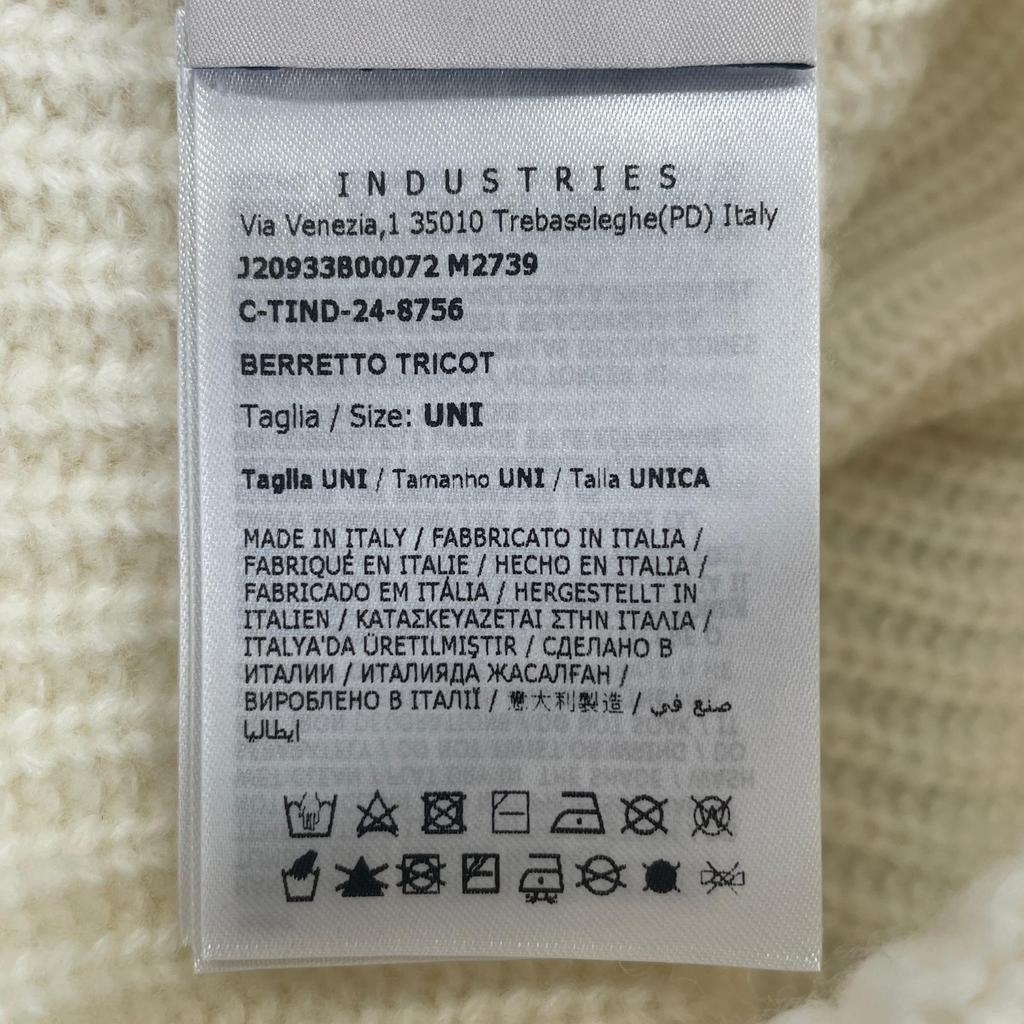 INDUSTRIES
Via Venezia,1 35010 Trebaseleghe(PD) Italy
J20933B00072 M2739
C-TIND-24-8756
BERRETTO TRICOT
Taglia / Size: UNI
Taglia UNI / Tamanho UNI / Talla UNICA
MADE IN ITALY / FABBRICATO IN ITALIA /
FABRIQUÉ EN ITALIE / HECHO EN ITALIA /
FABRICADO EM ITÁLIA / HERGESTELLT IN
ITALIEN / ΚΑΤΑΣΚΕΥΑΖΕΤΑΙ ΣΤΗΝ ΙΤΑΛΙΑ /
ITALYA'DA ÜRETILMIŞTIR / СДЕЛАНО В
ИТАЛИИ / ИТАЛИЯДА ЖАСАЛҒАН /
ВИРОБЛЕНО В ІТАЛІЇ / 意大利製造 / صنع في
ايطاليا